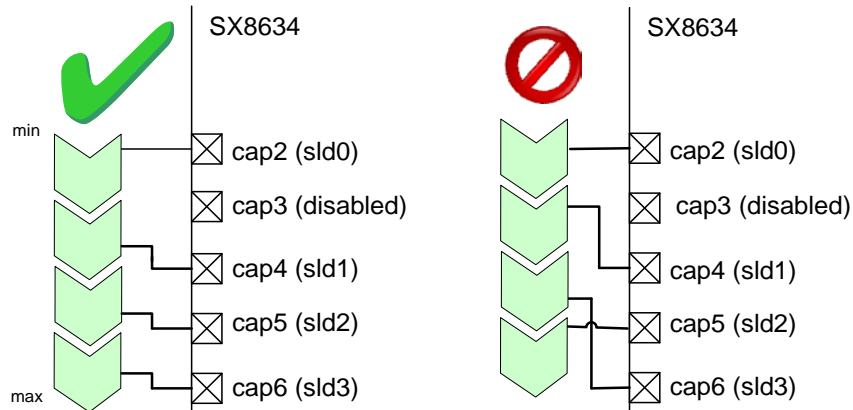 SX8634
min
cap2 (sld0)
cap3 (disabled)
cap4 (sld1)
cap5 (sld2)
cap6 (sld3)
max
SX8634
cap2 (sld0)
cap3 (disabled)
cap4 (sld1)
cap5 (sld2)
cap6 (sld3)